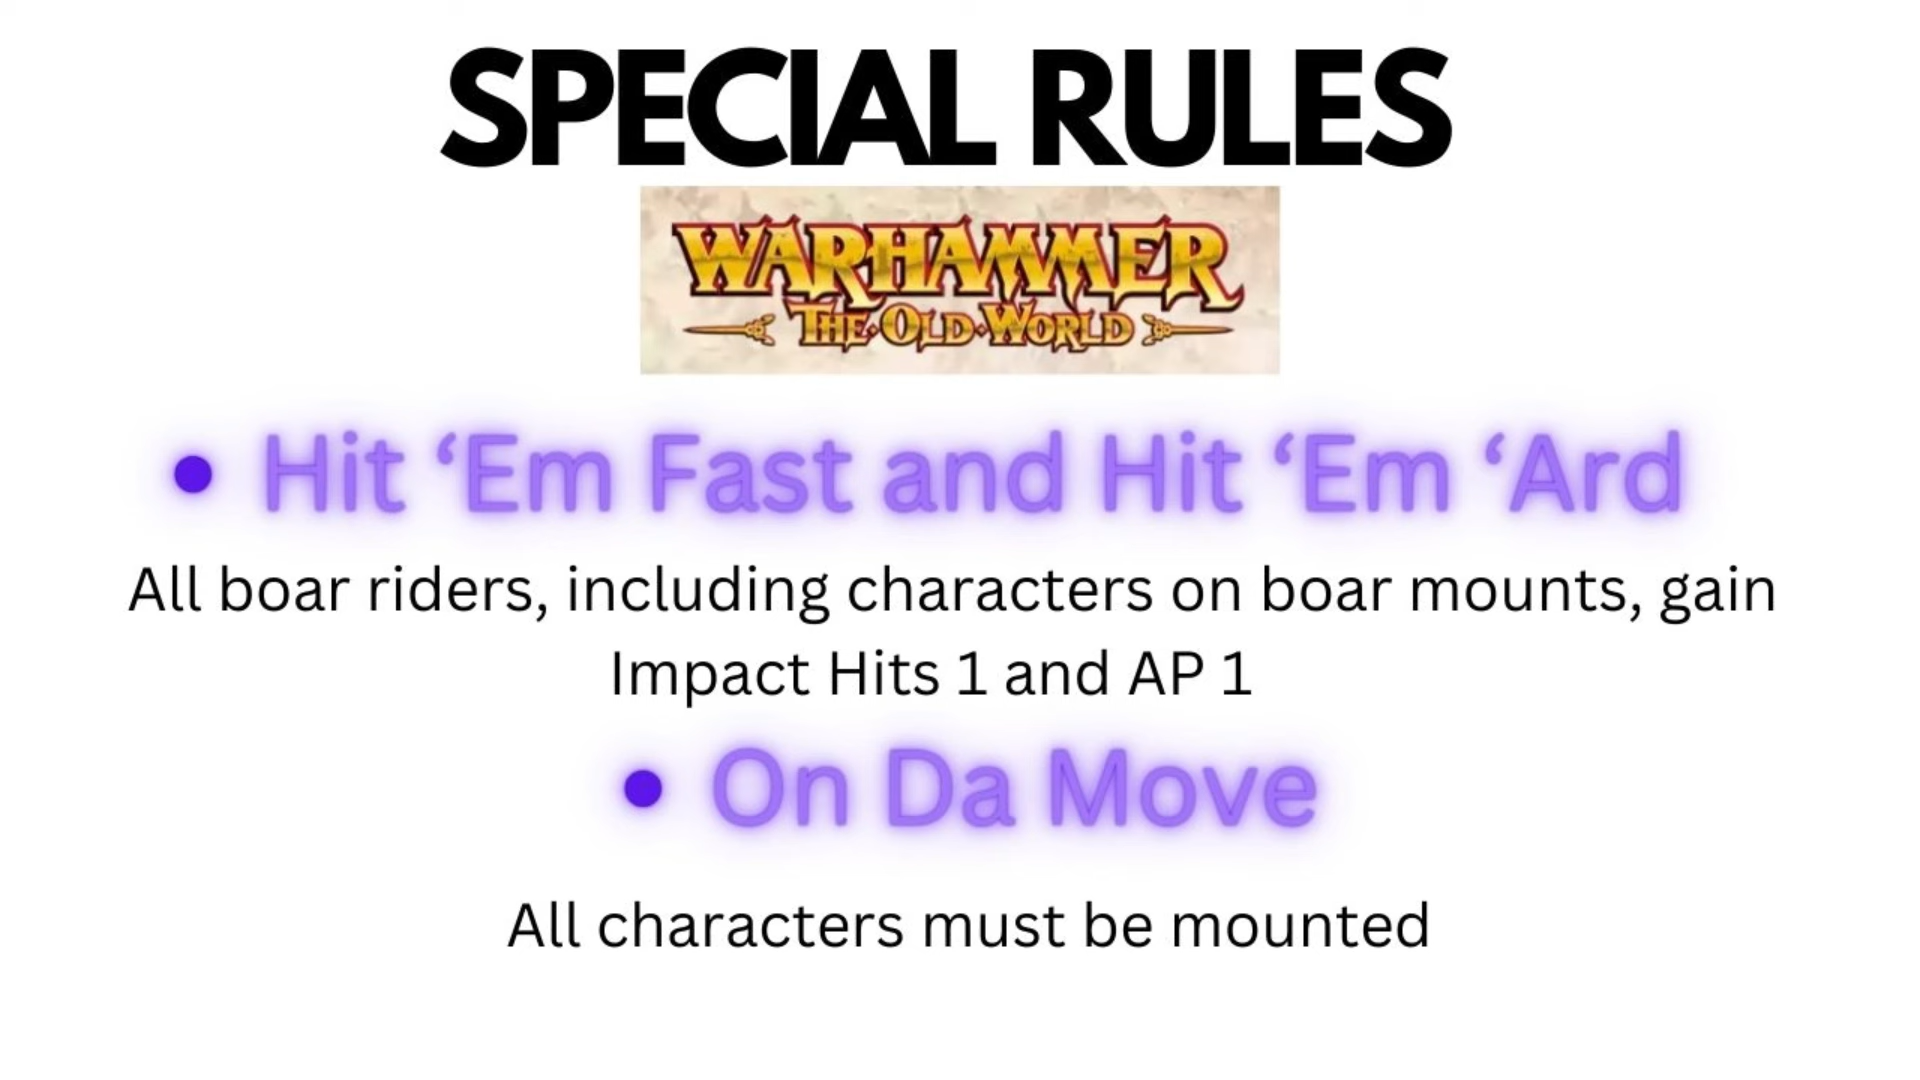 SPECIAL RULES
WARHAMMER
THE·OLD·WORLD
• Hit ‘Em Fast and Hit ‘Em ‘Ard
All boar riders, including characters on boar mounts, gain
Impact Hits 1 and AP 1
• On Da Move
All characters must be mounted